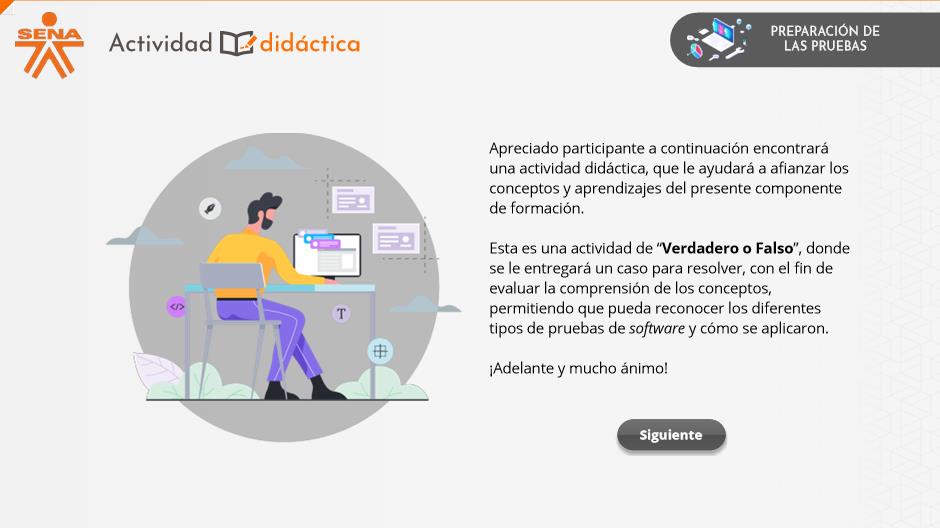 SENA
Actividad didáctica
PREPARACIÓN DE
LAS PRUEBAS
Apreciado participante a continuación encontrará
una actividad didáctica, que le ayudará a afianzar los
conceptos y aprendizajes del presente componente
de formación.
Esta es una actividad de “Verdadero o Falso”, donde
se le entregará un caso para resolver, con el fin de
evaluar la comprensión de los conceptos,
permitiendo que pueda reconocer los diferentes
tipos de pruebas de software y cómo se aplicaron.
¡Adelante y mucho ánimo!
</>
T
Siguiente